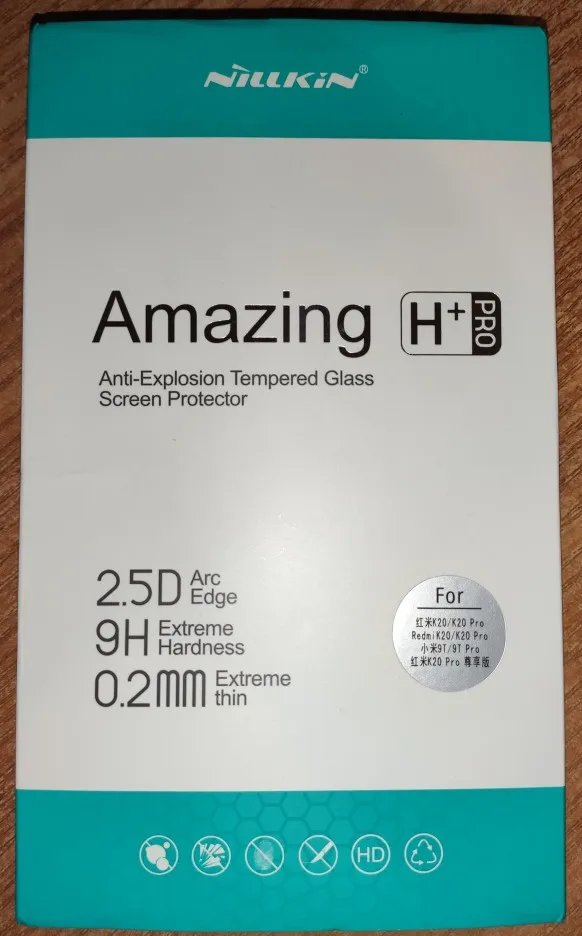 NILLKIN®
Amazing H+ PRO
Anti-Explosion Tempered Glass
Screen Protector
2.5D Arc
Edge
9H Extreme
Hardness
0.2mm Extreme
thin
For
红米K20/K20 Pro
RedmiK20/K20 Pro
小米9T/9T Pro
红米K20 Pro 尊享版
HD